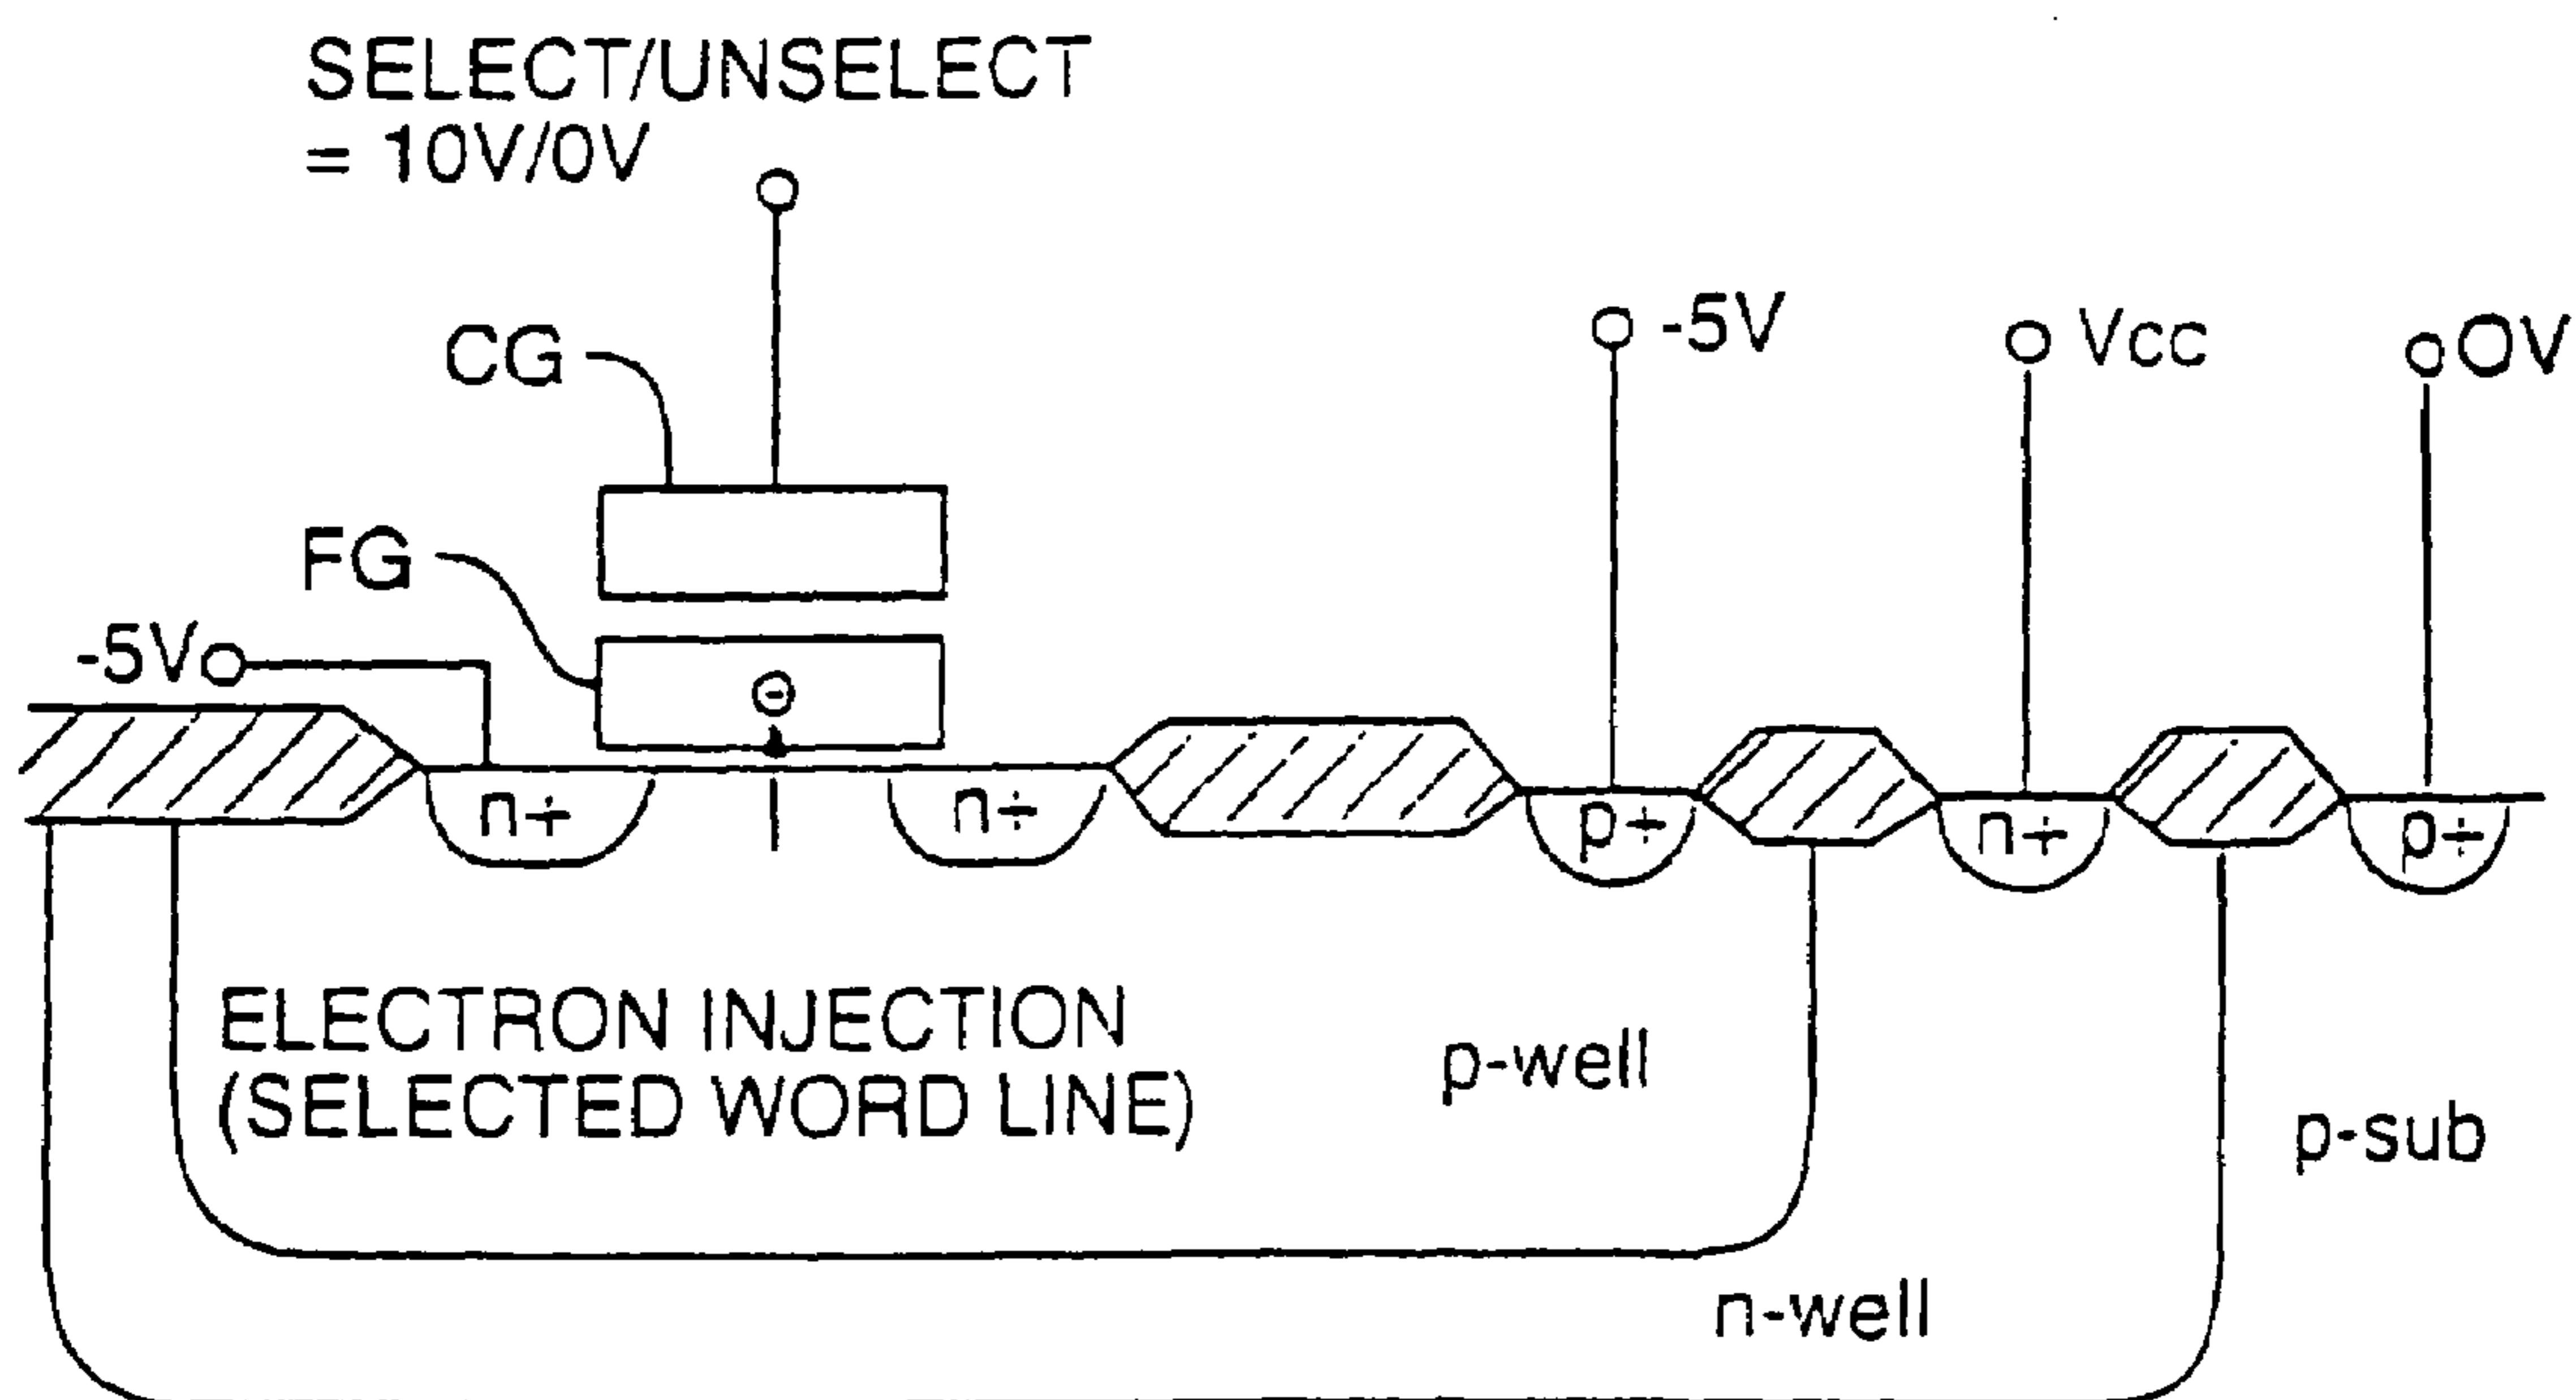 SELECT/UNSELECT
= 10V/0V
CG
-5V
Vcc
0V
FG
-5V
n+
n+
p+
n+
p+
ELECTRON INJECTION
(SELECTED WORD LINE)
p-well
p-sub
n-well